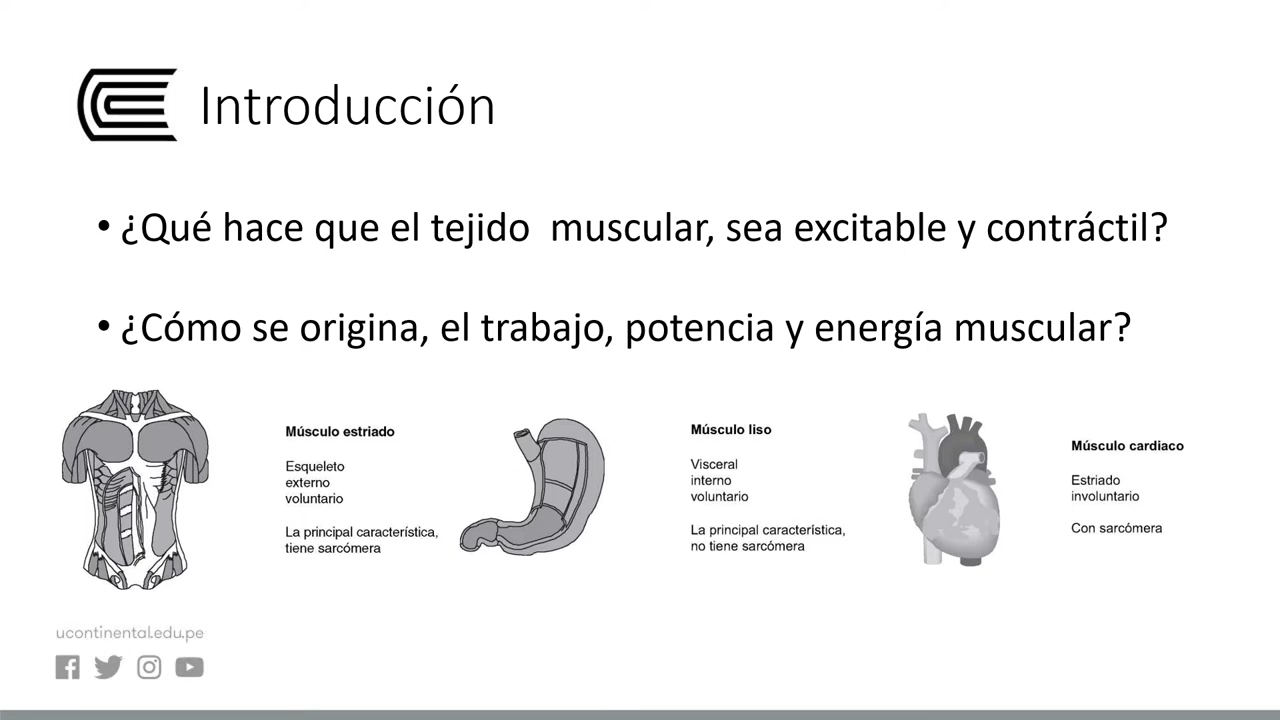 Introducción
• ¿Qué hace que el tejido  muscular, sea excitable y contráctil?
• ¿Cómo se origina, el trabajo, potencia y energía muscular?
Músculo estriado
Esqueleto
externo
voluntario
La principal característica,
tiene sarcómera
Músculo liso
Visceral
interno
voluntario
La principal característica,
no tiene sarcómera
Músculo cardiaco
Estriado
involuntario
Con sarcómera
ucontinental.edu.pe